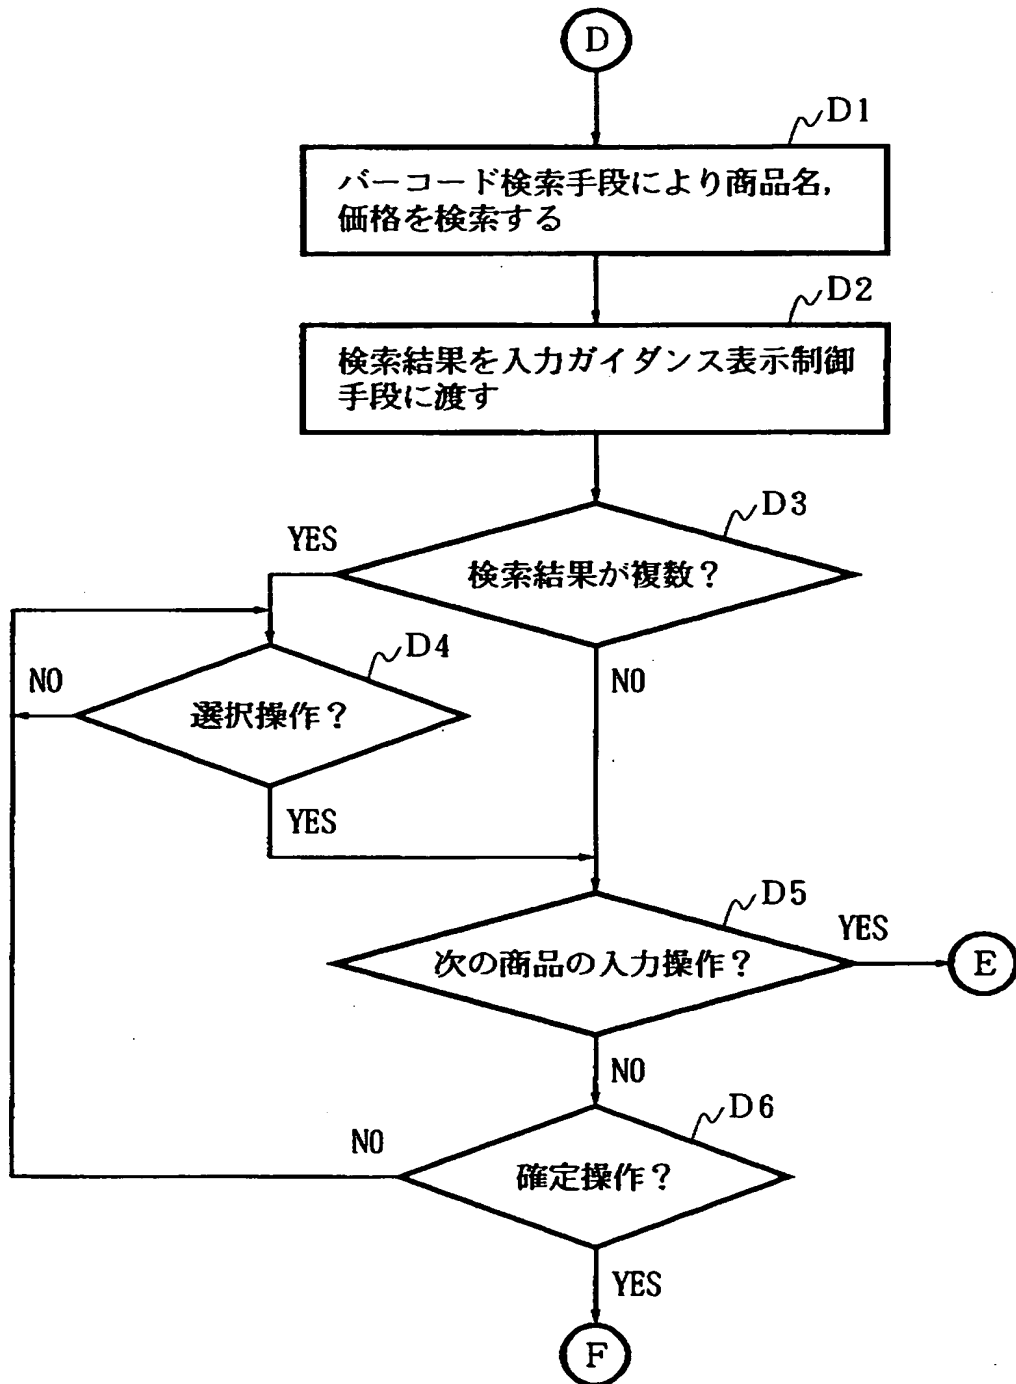 D
D1
バーコード検索手段により商品名,
価格を検索する
D2
検索結果を入力ガイダンス表示制御
手段に渡す
D3
YES
検索結果が複数?
D4
NO
NO
選択操作?
YES
D5
YES
次の商品の入力操作?
E
NO
D6
NO
確定操作?
YES
F